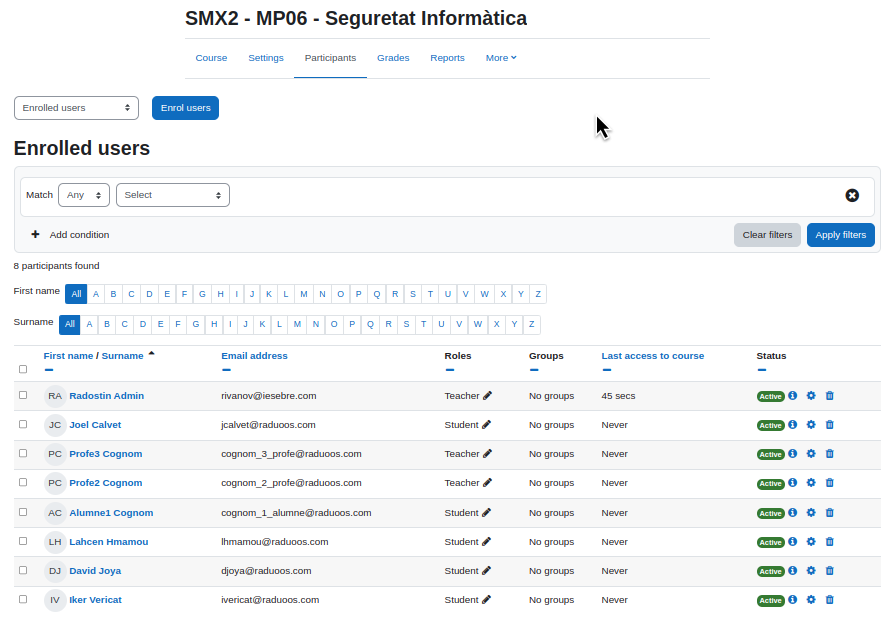 SMX2 - MP06 - Seguretat Informàtica
Course Settings Participants Grades Reports More
Enrolled users Enrol users
Enrolled users
Match Any Select
Add condition Clear filters Apply filters
8 participants found
First name All A B C D E F G H I J K L M N O P Q R S T U V W X Y Z
Surname All A B C D E F G H I J K L M N O P Q R S T U V W X Y Z
First name / Surname Email address Roles Groups Last access to course Status
RA Radostin Admin rivanov@iesebre.com Teacher No groups 45 secs Active
JC Joel Calvet jcalvet@raduoos.com Student No groups Never Active
PC Profe3 Cognom cognom_3_profe@raduoos.com Teacher No groups Never Active
PC Profe2 Cognom cognom_2_profe@raduoos.com Teacher No groups Never Active
AC Alumne1 Cognom cognom_1_alumne@raduoos.com Student No groups Never Active
LH Lahcen Hmamou lhmamou@raduoos.com Student No groups Never Active
DJ David Joya djoya@raduoos.com Student No groups Never Active
IV Iker Vericat ivericat@raduoos.com Student No groups Never Active